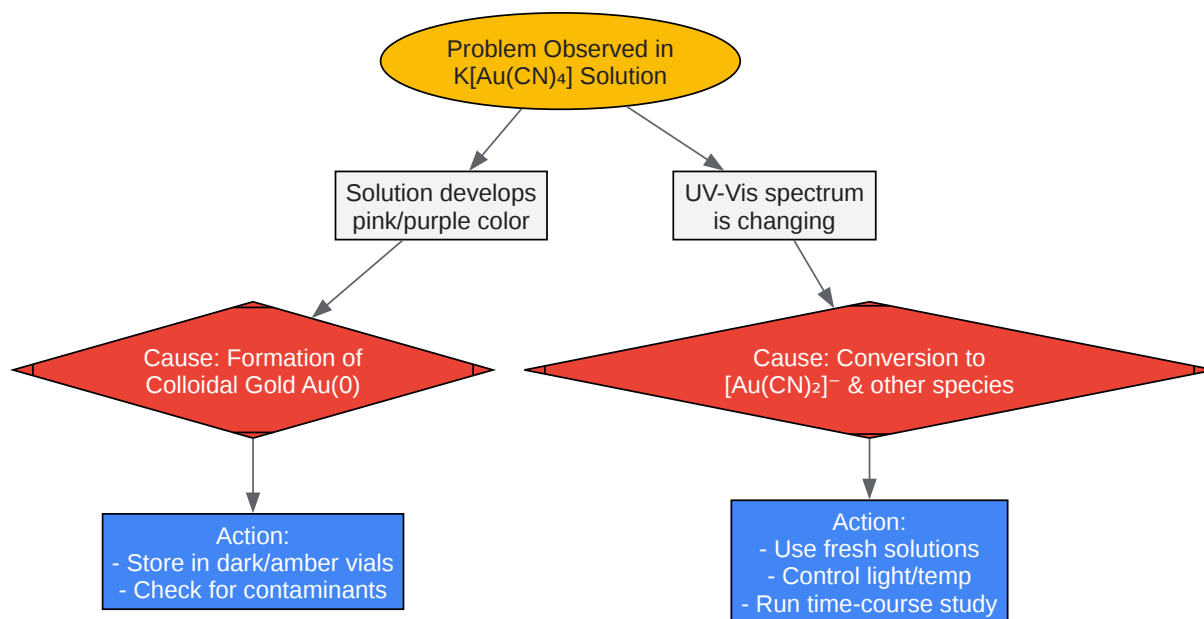 Problem Observed in
K[Au(CN)₄] Solution
Solution develops
pink/purple color
UV-Vis spectrum
is changing
Cause: Formation of
Colloidal Gold Au(0)
Cause: Conversion to
[Au(CN)₂]⁻ & other species
Action:
- Store in dark/amber vials
- Check for contaminants
Action:
- Use fresh solutions
- Control light/temp
- Run time-course study